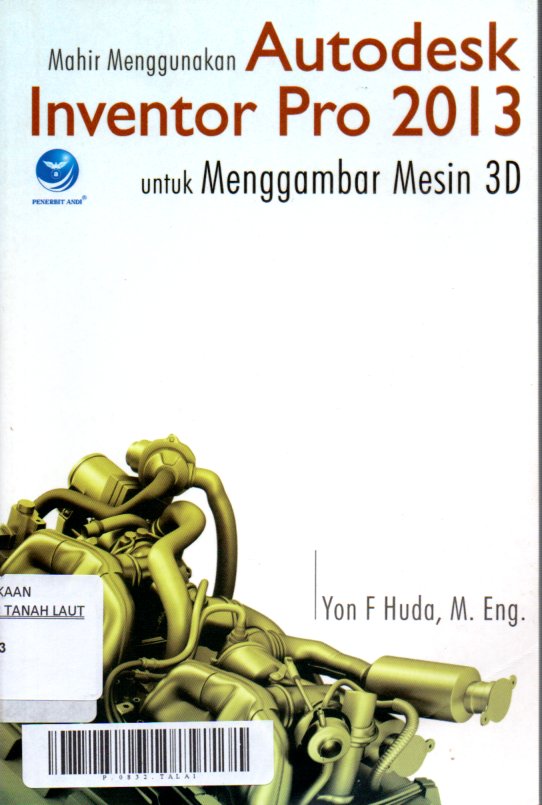 Mahir Menggunakan Autodesk
Inventor Pro 2013
untuk Menggambar Mesin 3D
PENERBIT ANDI®
Yon F Huda, M. Eng.
KAAN
TANAH LAUT
3
P.0832.TALA1